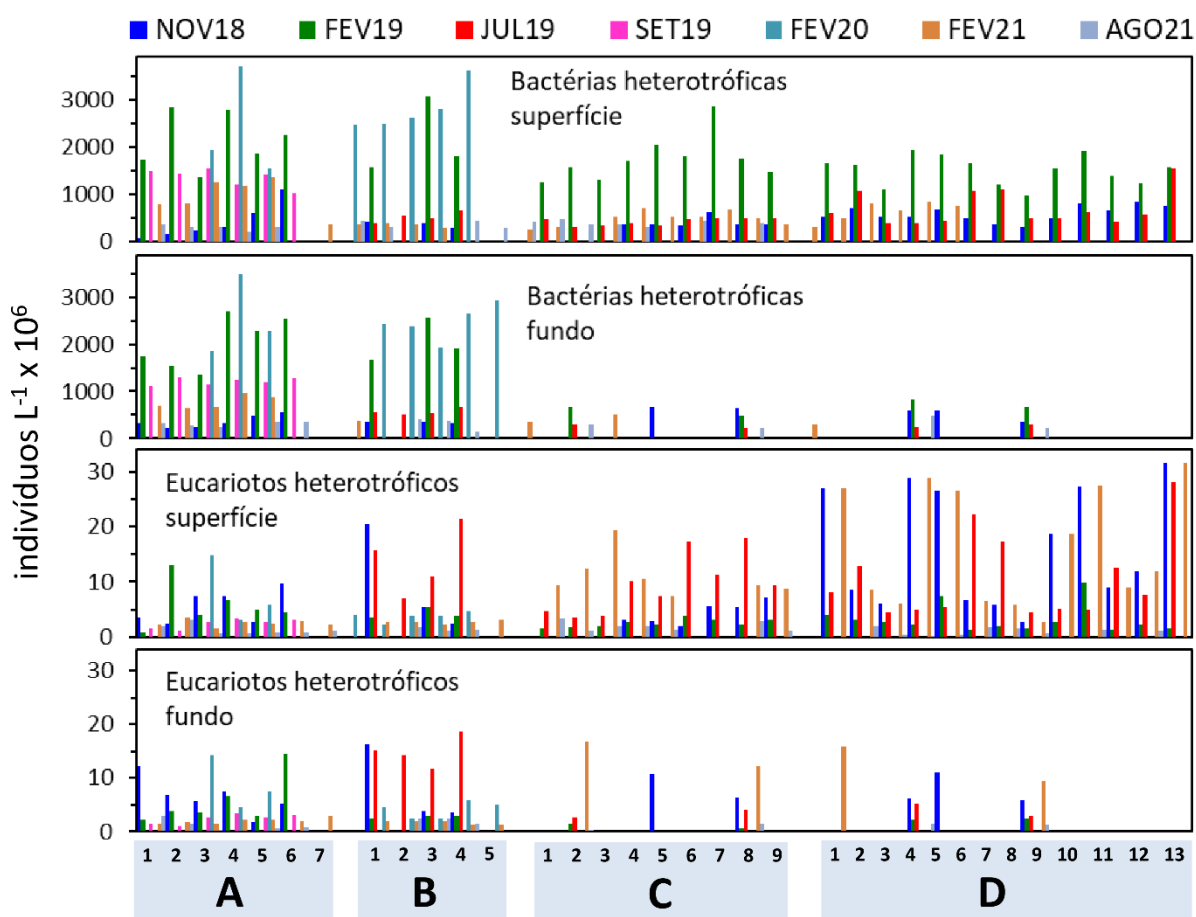 NOV18 FEV19 JUL19 SET19 FEV20 FEV21 AGO21
Bactérias heterotróficas
superfície
3000
2000
1000
0
Bactérias heterotróficas
fundo
3000
2000
1000
0
indivíduos L-1 x 10⁶
Eucariotos heterotróficos
superfície
30
20
10
0
Eucariotos heterotróficos
fundo
30
20
10
0
1 2 3 4 5 6 7 1 2 3 4 5 1 2 3 4 5 6 7 8 9 1 2 3 4 5 6 7 8 9 10 11 12 13
A B C D